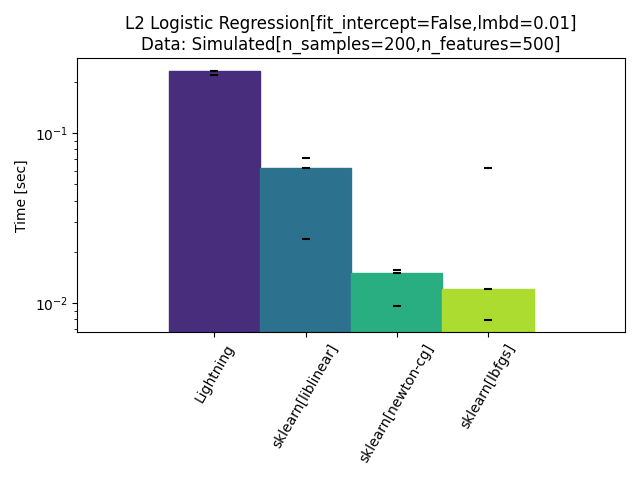 L2 Logistic Regression[fit_intercept=False,lmbd=0.01]
Data: Simulated[n_samples=200,n_features=500]
Time [sec]
10⁻¹
10⁻²
Lightning
sklearn[liblinear]
sklearn[newton-cg]
sklearn[lbfgs]